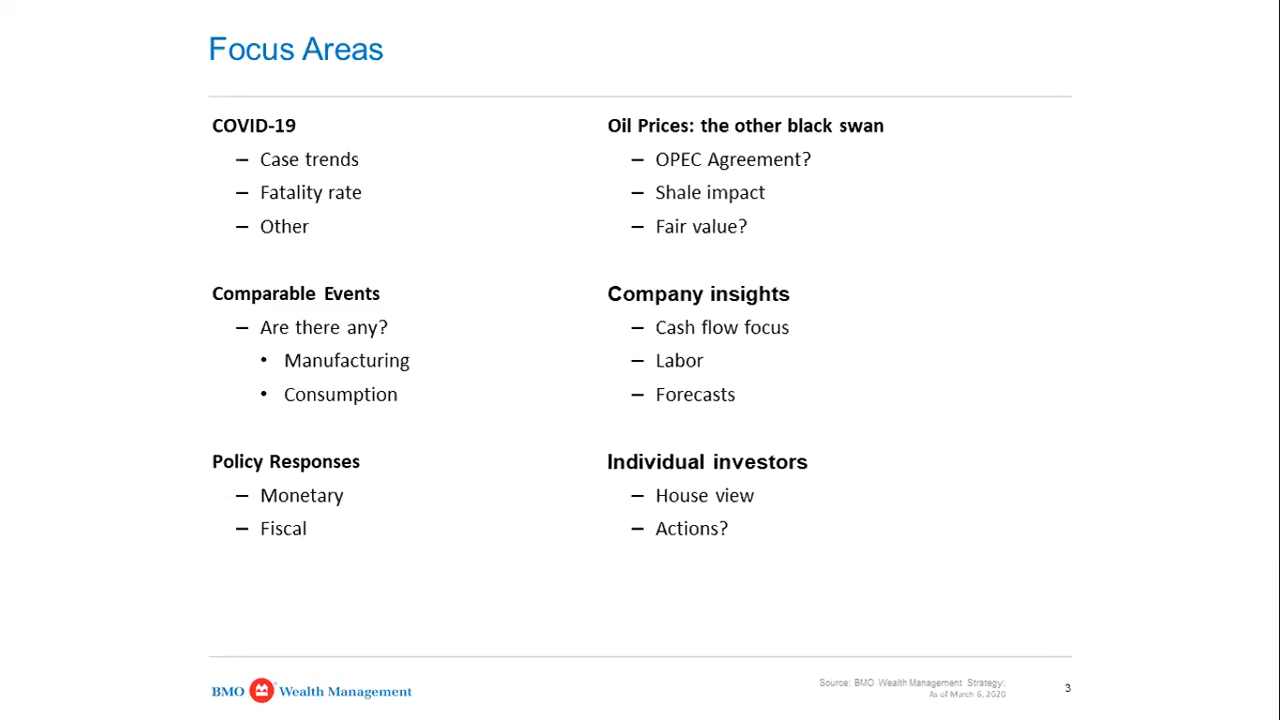 Focus Areas
COVID-19
– Case trends
– Fatality rate
– Other
Comparable Events
– Are there any?
• Manufacturing
• Consumption
Policy Responses
– Monetary
– Fiscal
Oil Prices: the other black swan
– OPEC Agreement?
– Shale impact
– Fair value?
Company insights
– Cash flow focus
– Labor
– Forecasts
Individual investors
– House view
– Actions?
BMO Wealth Management
Source: BMO Wealth Management Strategy;
As of March 6, 2020
3